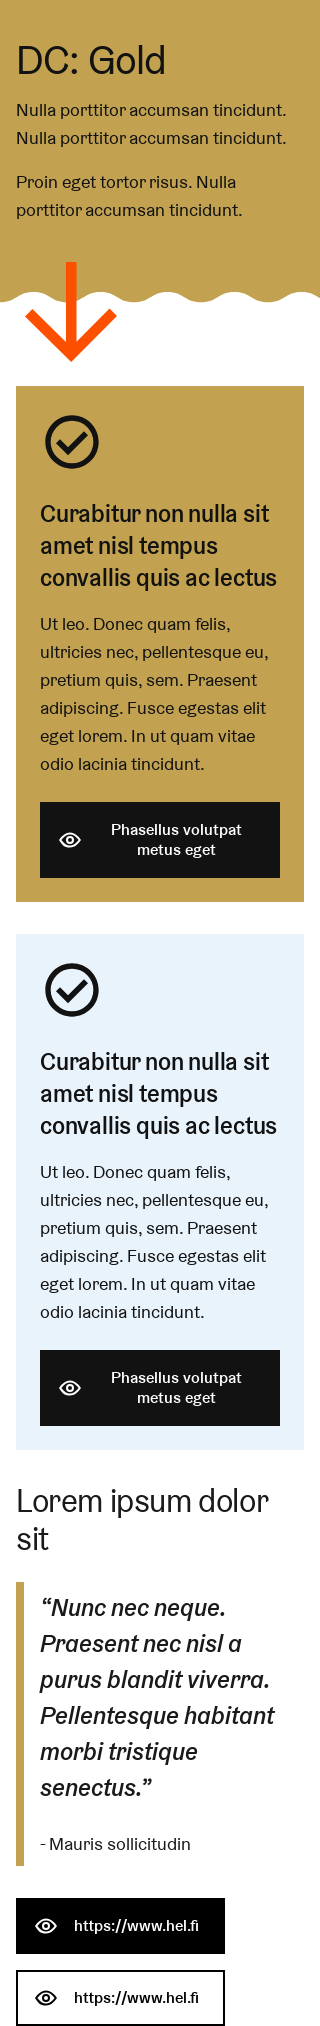 DC: Gold
Nulla porttitor accumsan tincidunt.
Nulla porttitor accumsan tincidunt.
Proin eget tortor risus. Nulla
porttitor accumsan tincidunt.
Curabitur non nulla sit
amet nisl tempus
convallis quis ac lectus
Ut leo. Donec quam felis,
ultricies nec, pellentesque eu,
pretium quis, sem. Praesent
adipiscing. Fusce egestas elit
eget lorem. In ut quam vitae
odio lacinia tincidunt.
Phasellus volutpat
metus eget
Curabitur non nulla sit
amet nisl tempus
convallis quis ac lectus
Ut leo. Donec quam felis,
ultricies nec, pellentesque eu,
pretium quis, sem. Praesent
adipiscing. Fusce egestas elit
eget lorem. In ut quam vitae
odio lacinia tincidunt.
Phasellus volutpat
metus eget
Lorem ipsum dolor
sit
“Nunc nec neque.
Praesent nec nisl a
purus blandit viverra.
Pellentesque habitant
morbi tristique
senectus.”
- Mauris sollicitudin
https://www.hel.fi
https://www.hel.fi